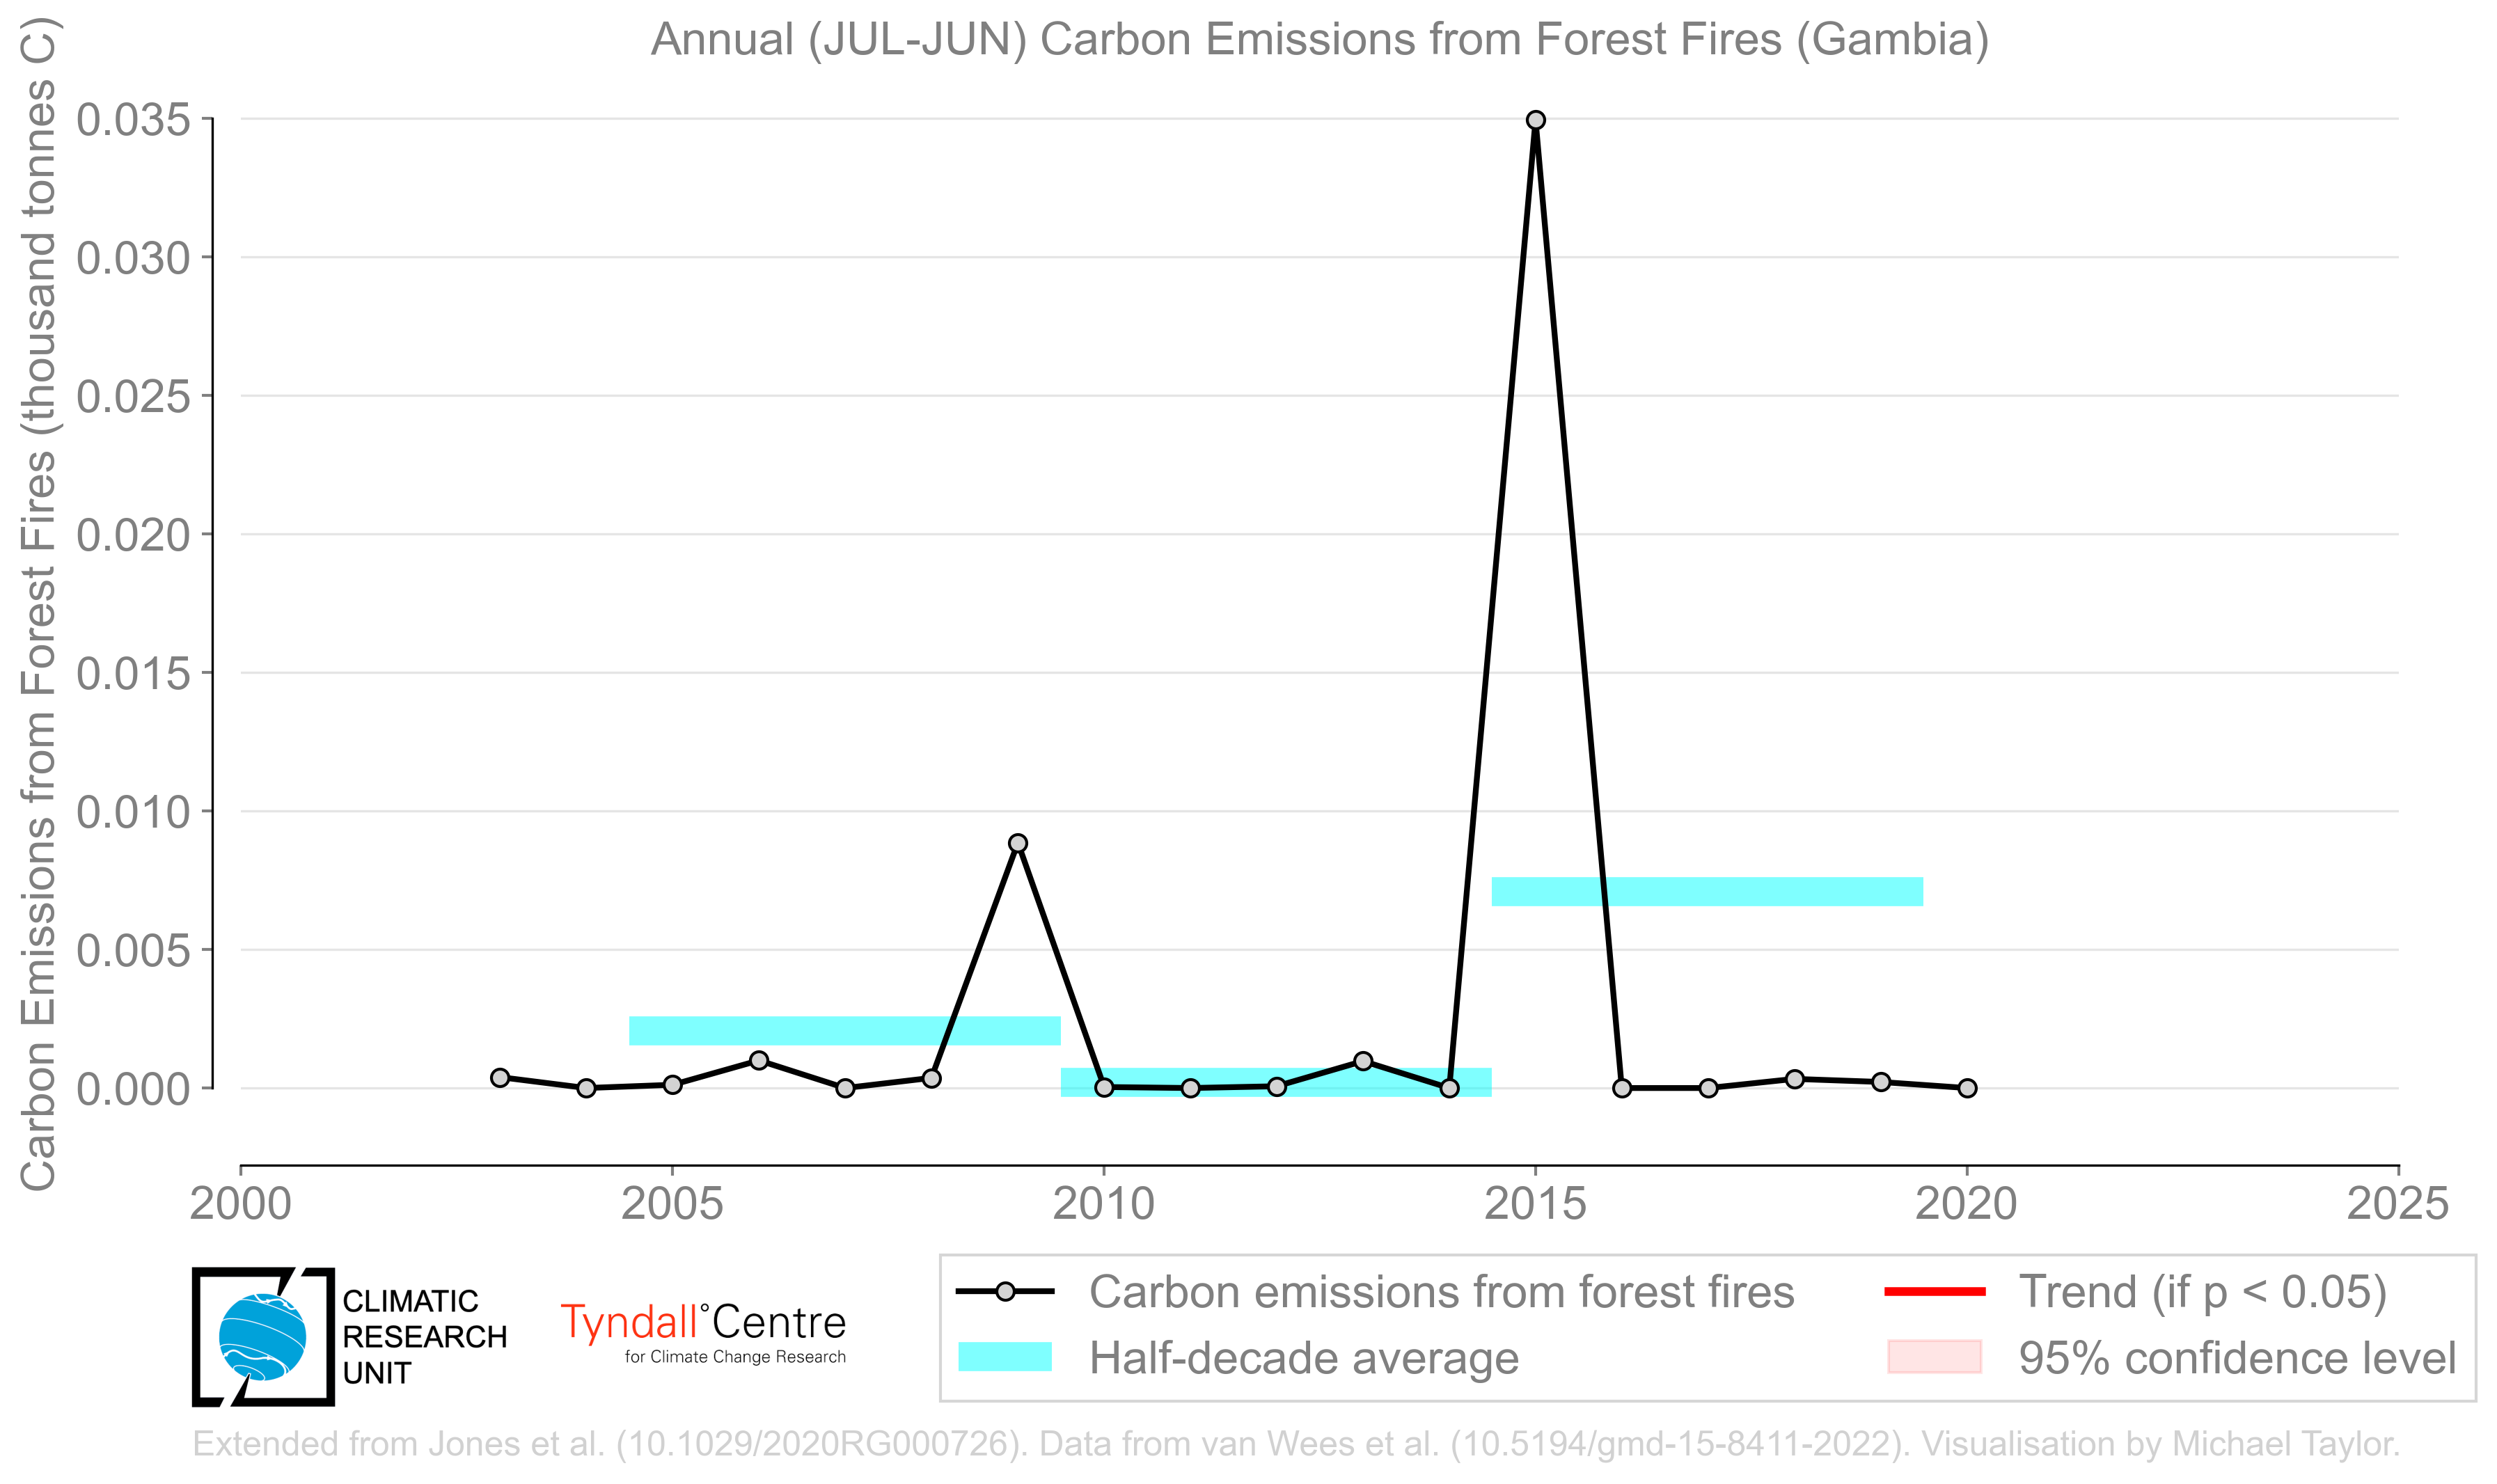 Annual (JUL-JUN) Carbon Emissions from Forest Fires (Gambia)
Carbon Emissions from Forest Fires (thousand tonnes C)
0.035
0.030
0.025
0.020
0.015
0.010
0.005
0.000
2000 2005 2010 2015 2020 2025
CLIMATIC
RESEARCH
UNIT
Tyndall°Centre
for Climate Change Research
Carbon emissions from forest fires
Half-decade average
Trend (if p < 0.05)
95% confidence level
Extended from Jones et al. (10.1029/2020RG000726). Data from van Wees et al. (10.5194/gmd-15-8411-2022). Visualisation by Michael Taylor.